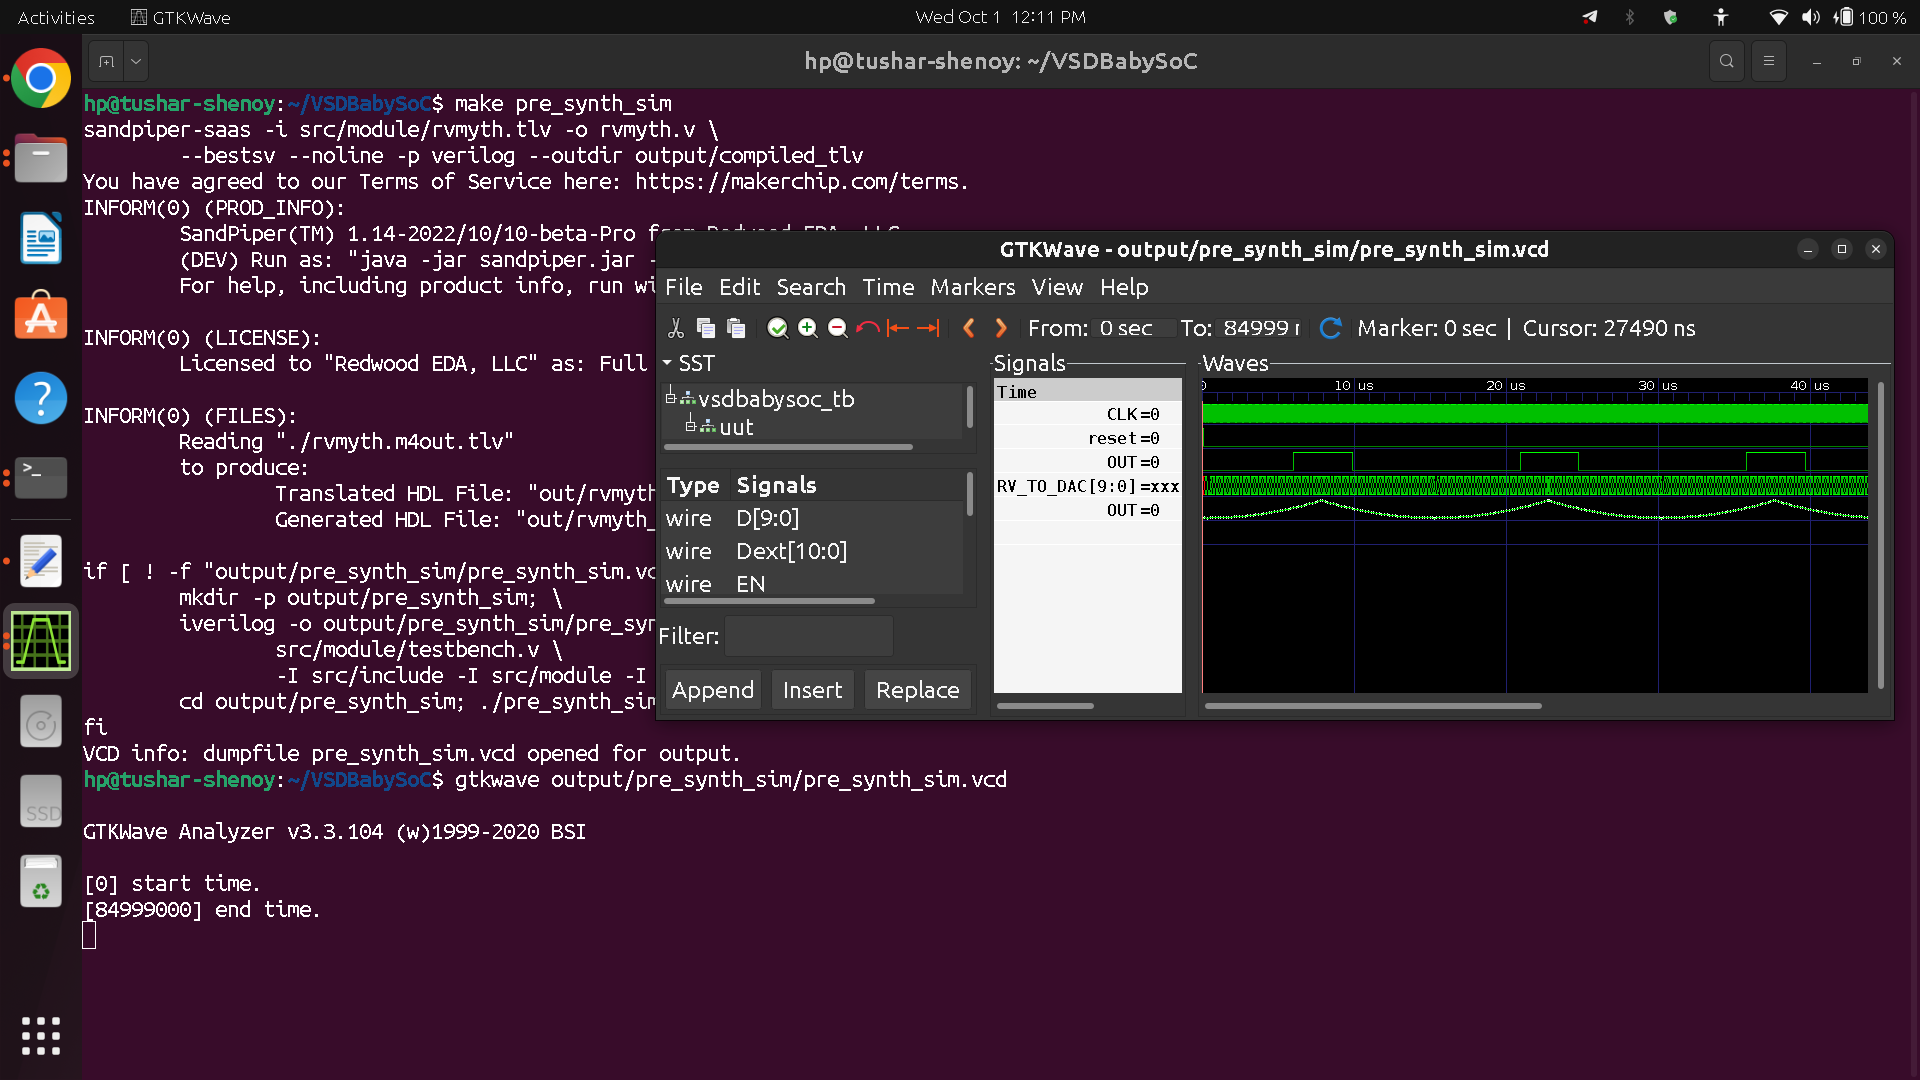 Activities
GTKWave
Wed Oct 1 12:11 PM
100 %
hp@tushar-shenoy: ~/VSDBabySoC
hp@tushar-shenoy:~/VSDBabySoC$ make pre_synth_sim
sandpiper-saas -i src/module/rvmyth.tlv -o rvmyth.v \
--bestsv --noline -p verilog --outdir output/compiled_tlv
You have agreed to our Terms of Service here: https://makerchip.com/terms.
INFORM(0) (PROD_INFO):
SandPiper(TM) 1.14-2022/10/10-beta-Pro from Redwood EDA, LLC
(DEV) Run as: "java -jar sandpiper.jar -
For help, including product info, run wi
INFORM(0) (LICENSE):
Licensed to "Redwood EDA, LLC" as: Full
INFORM(0) (FILES):
Reading "./rvmyth.m4out.tlv"
to produce:
Translated HDL File: "out/rvmyth
Generated HDL File: "out/rvmyth_
if [ ! -f "output/pre_synth_sim/pre_synth_sim.vc
mkdir -p output/pre_synth_sim; \
iverilog -o output/pre_synth_sim/pre_syn
src/module/testbench.v \
-I src/include -I src/module -I
cd output/pre_synth_sim; ./pre_synth_sim
fi
VCD info: dumpfile pre_synth_sim.vcd opened for output.
hp@tushar-shenoy:~/VSDBabySoC$ gtkwave output/pre_synth_sim/pre_synth_sim.vcd
GTKWave Analyzer v3.3.104 (w)1999-2020 BSI
[0] start time.
[84999000] end time.
GTKWave - output/pre_synth_sim/pre_synth_sim.vcd
File Edit Search Time Markers View Help
From: 0 sec To: 84999 Marker: 0 sec | Cursor: 27490 ns
SST
vsdbabysoc_tb
uut
Type Signals
wire D[9:0]
wire Dext[10:0]
wire EN
Filter:
Append Insert Replace
Signals
Time
CLK=0
reset=0
OUT=0
RV_TO_DAC[9:0]=xxx
OUT=0
Waves
0 10 us 20 us 30 us 40 us
SSD